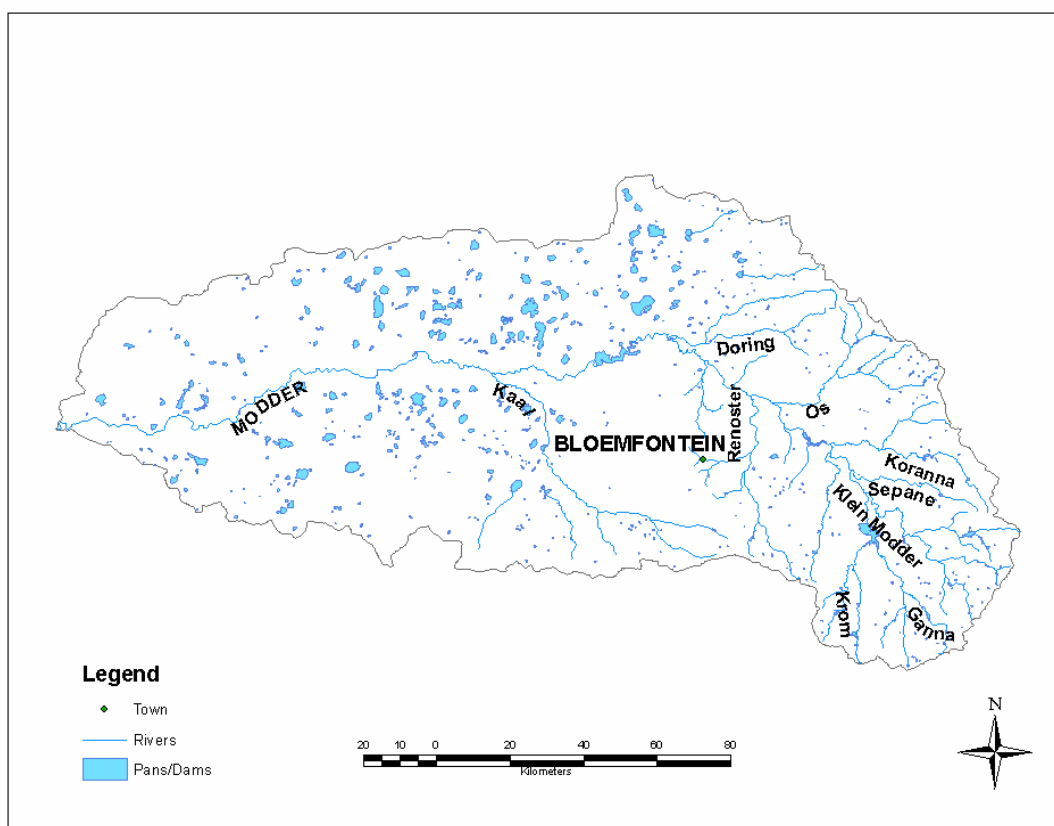 Doring
Kaal
MODDER
Renoster
Os
BLOEMFONTEIN
Koranna
Sepane
Klein Modder
Krom
Ganna
Legend
Town
Rivers
Pans/Dams
20 10 0 20 40 60 80
Kilometers
N